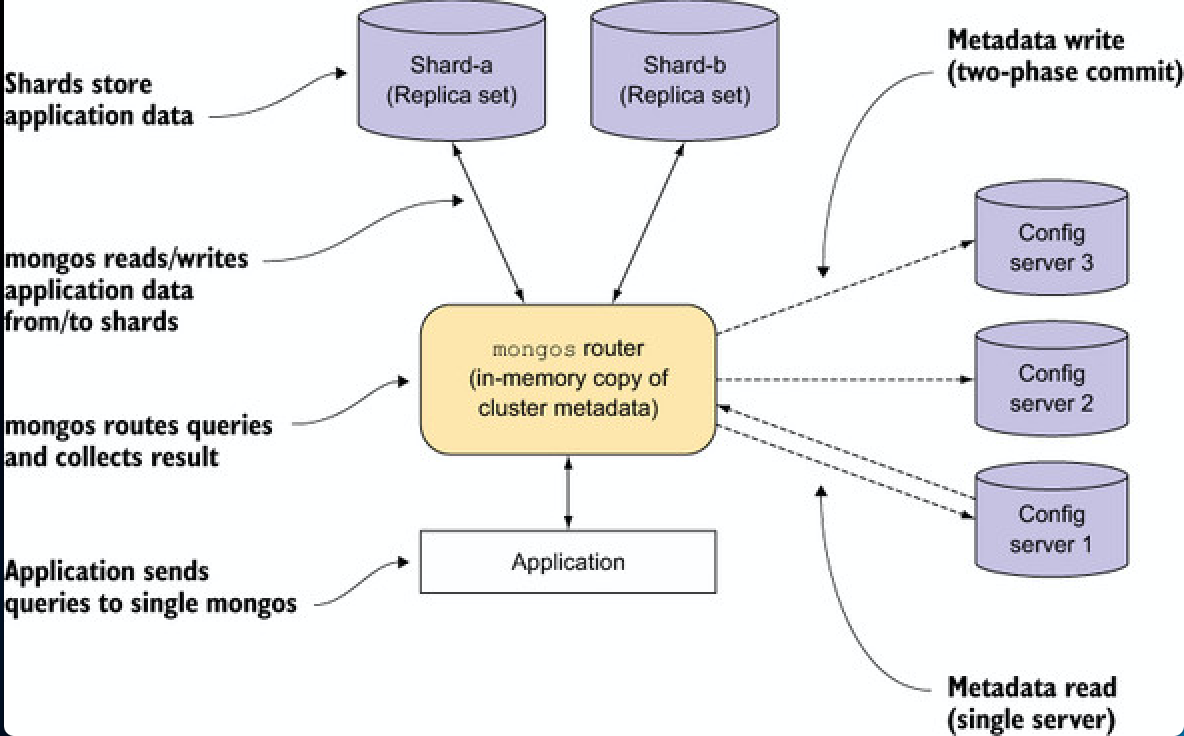 Shard-a
(Replica set)
Shard-b
(Replica set)
Metadata write
(two-phase commit)
Shards store
application data
Config
server 3
mongos reads/writes
application data
from/to shards
mongos router
(in-memory copy of
cluster metadata)
Config
server 2
mongos routes queries
and collects result
Config
server 1
Application
Application sends
queries to single mongos
Metadata read
(single server)